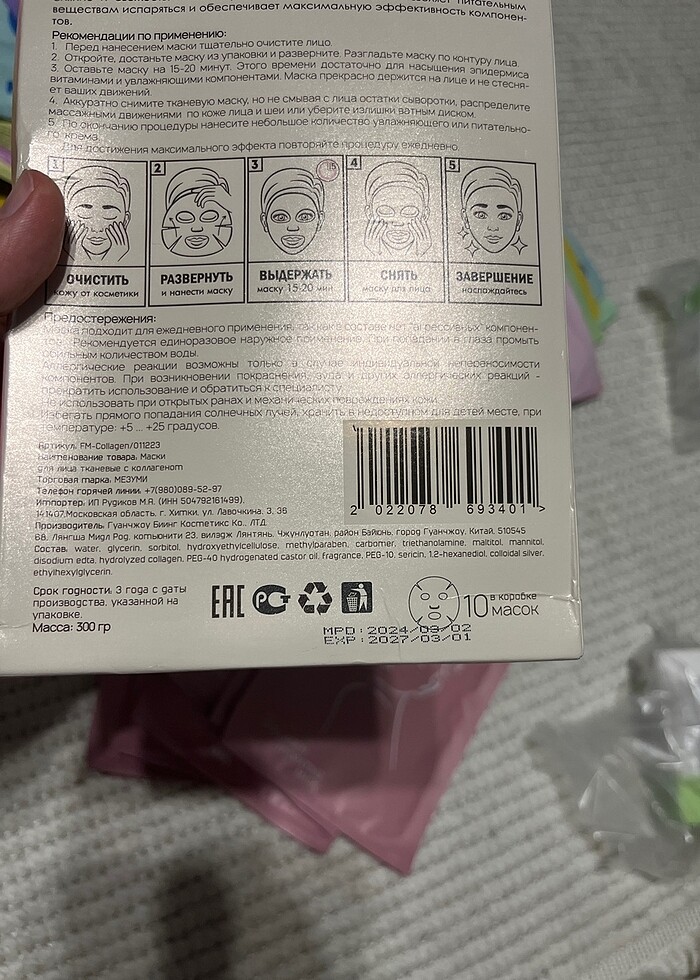 веществам испаряться и обеспечивает максимальную эффективность компонен-
тов.
Рекомендации по применению:
1. Перед нанесением маски тщательно очистите лицо.
2. Откройте, достаньте маску из упаковки и разверните. Разгладьте маску по контуру лица.
3. Оставьте маску на 15-20 минут. Этого времени достаточно для насыщения эпидермиса
витаминами и увлажняющими компонентами. Маска прекрасно держится на лице и не стесня-
ет ваших движений.
4. Аккуратно снимите тканевую маску, но не смывая с лица остатки сыворотки, распределите
массажными движениями по коже лица и шеи или уберите излишки ватным диском.
5. По окончанию процедуры нанесите небольшое количество увлажняющего или питательно-
го крема.
Для достижения максимального эффекта повторяйте процедуру ежедневно.
1
2
3
15
4
5
ОЧИСТИТЬ
кожу от косметики
РАЗВЕРНУТЬ
и нанести маску
ВЫДЕРЖАТЬ
маску 15-20 мин
СНЯТЬ
маску для лица
ЗАВЕРШЕНИЕ
наслаждайтесь
Предостережения:
Маска подходит для ежедневного применения, так как в составе нет "агрессивных" компонен-
тов. Рекомендуется единоразовое наружное применение. При попадании в глаза промыть
обильным количеством воды.
Аллергические реакции возможны только в случае индивидуальной непереносимости
компонентов. При возникновении покраснения, зуда и других аллергических реакций -
прекратить использование и обратиться к специалисту.
Не использовать при открытых ранах и механических повреждениях кожи.
Избегать прямого попадания солнечных лучей, хранить в недоступном для детей месте, при
температуре: +5 ... +25 градусов.
Артикул: FM-Collagen/011223
Наименование товара: Маски
для лица тканевые с коллагеном
Торговая марка: МЕЗУМИ
Телефон горячей линии: +7(980)089-52-97
Импортер: ИП Рудиков М.Я. (ИНН 504792161499),
141407,Московская область, г. Химки, ул. Лавочкина, 3, 36
2 022078 693401 >
Производитель: Гуанчжоу Биинг Косметикс Ко., ЛТД.
68, Лянгша Мидл Род, комьюнити 23, вилэдж Лянтянь, Чжунлуотан, район Байюнь, город Гуанчжоу, Китай, 510545
Состав: water, glycerin, sorbitol, hydroxyethylcellulose, methylparaben, carbomer, triethanolamine, maltitol, mannitol,
disodium edta, hydrolyzed collagen, PEG-40 hydrogenated castor oil, fragrance, PEG-10, sericin, 1,2-hexanediol, colloidal silver,
ethylhexylglycerin.
Срок годности: 3 года с даты
производства, указанной на
упаковке.
Масса: 300 гр
EAC
РСТ
10 в коробке
масок
MPD: 2024/03/02
EXP: 2027/03/01